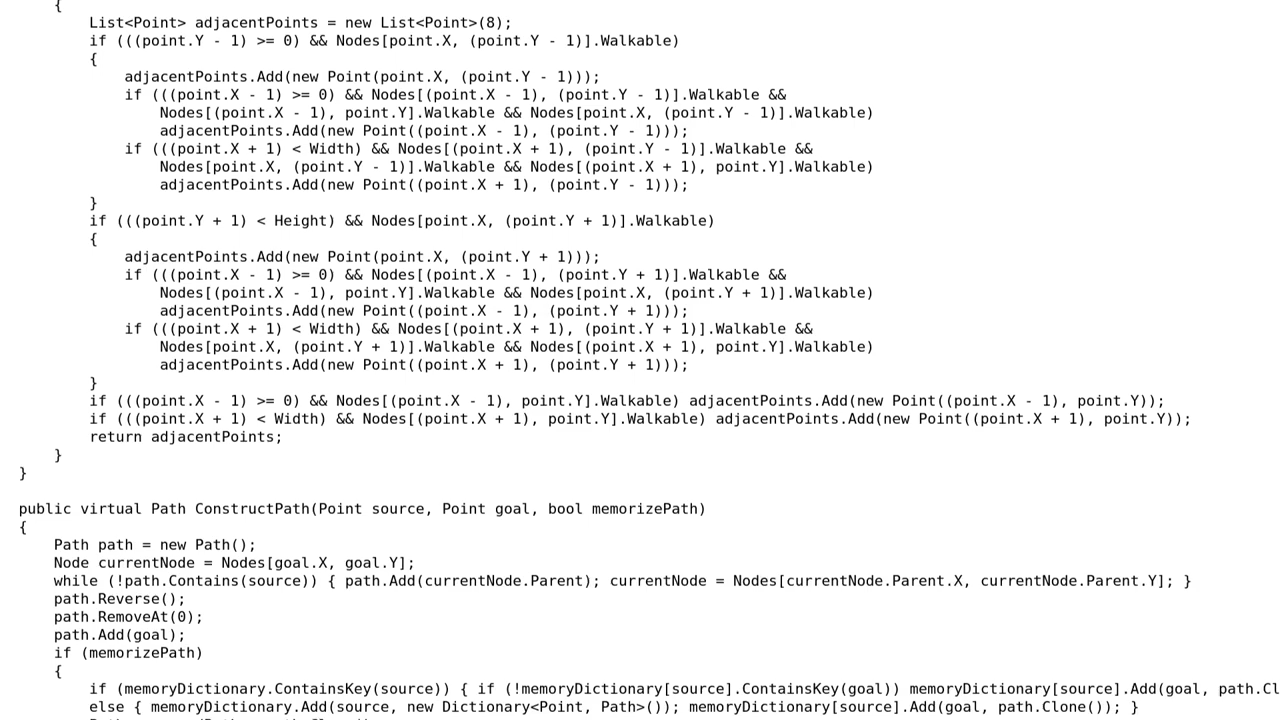 {
List<Point> adjacentPoints = new List<Point>(8);
if (((point.Y - 1) >= 0) && Nodes[point.X, (point.Y - 1)].Walkable)
{
adjacentPoints.Add(new Point(point.X, (point.Y - 1)));
if (((point.X - 1) >= 0) && Nodes[(point.X - 1), (point.Y - 1)].Walkable &&
Nodes[(point.X - 1), point.Y].Walkable && Nodes[point.X, (point.Y - 1)].Walkable)
adjacentPoints.Add(new Point((point.X - 1), (point.Y - 1)));
if (((point.X + 1) < Width) && Nodes[(point.X + 1), (point.Y - 1)].Walkable &&
Nodes[point.X, (point.Y - 1)].Walkable && Nodes[(point.X + 1), point.Y].Walkable)
adjacentPoints.Add(new Point((point.X + 1), (point.Y - 1)));
}
if (((point.Y + 1) < Height) && Nodes[point.X, (point.Y + 1)].Walkable)
{
adjacentPoints.Add(new Point(point.X, (point.Y + 1)));
if (((point.X - 1) >= 0) && Nodes[(point.X - 1), (point.Y + 1)].Walkable &&
Nodes[(point.X - 1), point.Y].Walkable && Nodes[point.X, (point.Y + 1)].Walkable)
adjacentPoints.Add(new Point((point.X - 1), (point.Y + 1)));
if (((point.X + 1) < Width) && Nodes[(point.X + 1), (point.Y + 1)].Walkable &&
Nodes[point.X, (point.Y + 1)].Walkable && Nodes[(point.X + 1), point.Y].Walkable)
adjacentPoints.Add(new Point((point.X + 1), (point.Y + 1)));
}
if (((point.X - 1) >= 0) && Nodes[(point.X - 1), point.Y].Walkable) adjacentPoints.Add(new Point((point.X - 1), point.Y));
if (((point.X + 1) < Width) && Nodes[(point.X + 1), point.Y].Walkable) adjacentPoints.Add(new Point((point.X + 1), point.Y));
return adjacentPoints;
}
}
public virtual Path ConstructPath(Point source, Point goal, bool memorizePath)
{
Path path = new Path();
Node currentNode = Nodes[goal.X, goal.Y];
while (!path.Contains(source)) { path.Add(currentNode.Parent); currentNode = Nodes[currentNode.Parent.X, currentNode.Parent.Y]; }
path.Reverse();
path.RemoveAt(0);
path.Add(goal);
if (memorizePath)
{
if (memoryDictionary.ContainsKey(source)) { if (!memoryDictionary[source].ContainsKey(goal)) memoryDictionary[source].Add(goal, path.Cl
else { memoryDictionary.Add(source, new Dictionary<Point, Path>()); memoryDictionary[source].Add(goal, path.Clone()); }